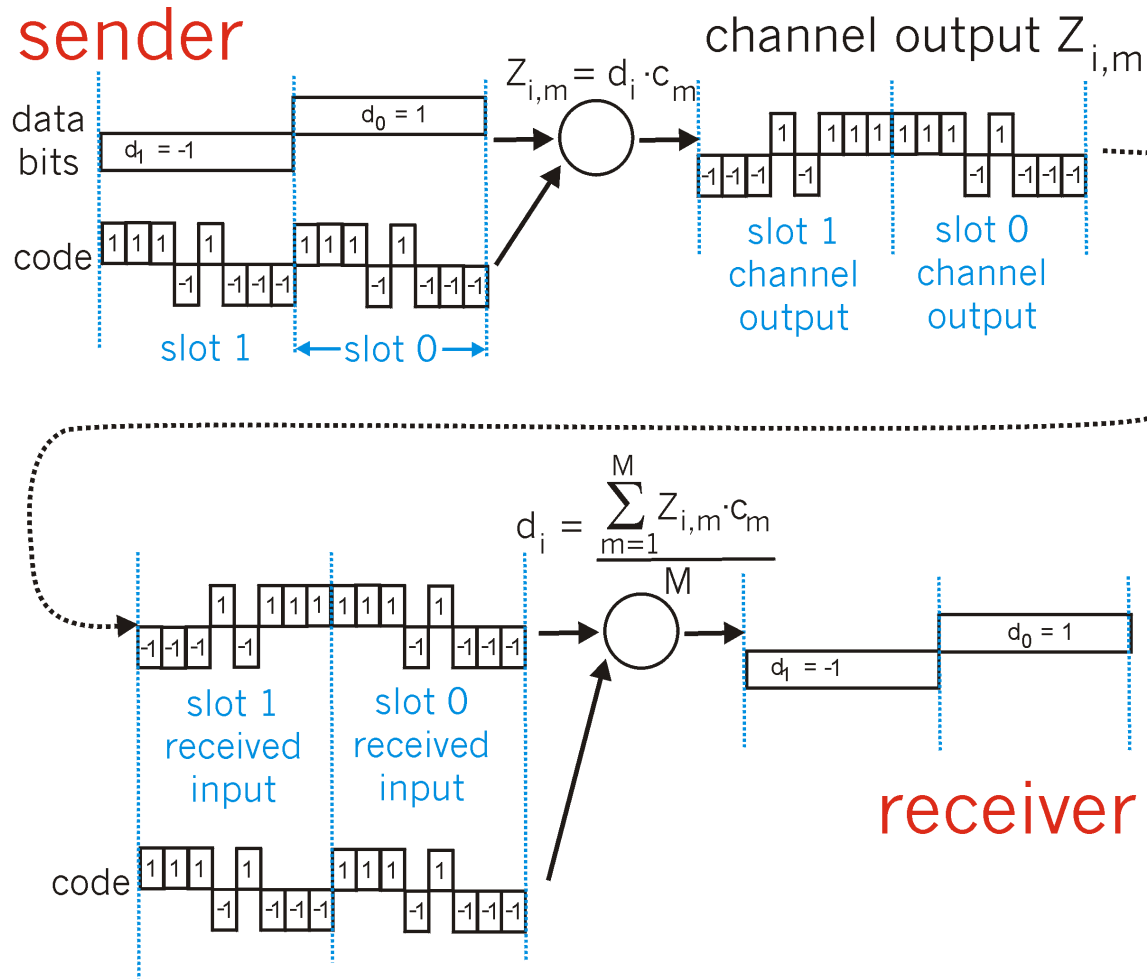 sender
channel output Z_i,m
Z_i,m = d_i · c_m
data bits
d_1 = -1
d_0 = 1
code
1 1 1 -1 1 -1 -1 -1
1 1 1 -1 1 -1 -1 -1
slot 1
slot 0
-1 -1 -1 1 -1 1 1 1
1 1 1 -1 1 -1 -1 -1
slot 1
channel
output
slot 0
channel
output
d_i = ∑_{m=1}^{M} Z_i,m · c_m / M
-1 -1 -1 1 -1 1 1 1
1 1 1 -1 1 -1 -1 -1
slot 1
received
input
slot 0
received
input
d_1 = -1
d_0 = 1
receiver
code
1 1 1 -1 1 -1 -1 -1
1 1 1 -1 1 -1 -1 -1